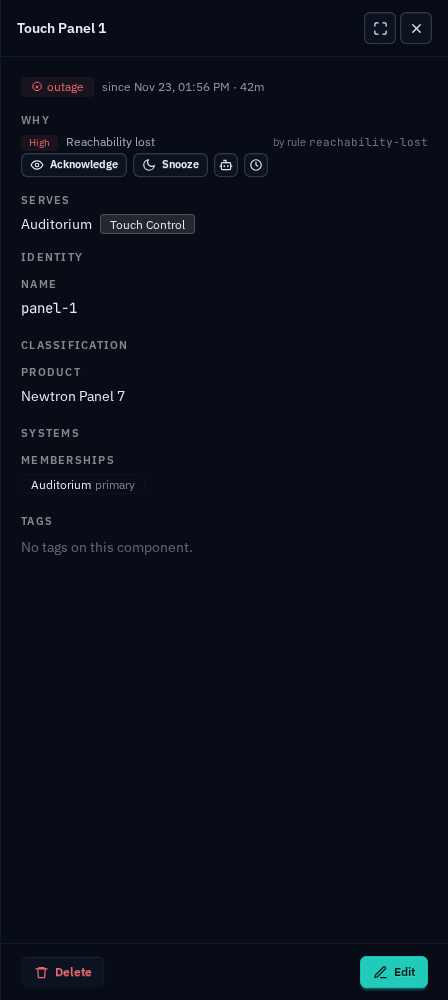 Touch Panel 1
outage since Nov 23, 01:56 PM · 42m
WHY
High Reachability lost by rule reachability-lost
Acknowledge Snooze
SERVES
Auditorium Touch Control
IDENTITY
NAME
panel-1
CLASSIFICATION
PRODUCT
Newtron Panel 7
SYSTEMS
MEMBERSHIPS
Auditorium primary
TAGS
No tags on this component.
Delete Edit